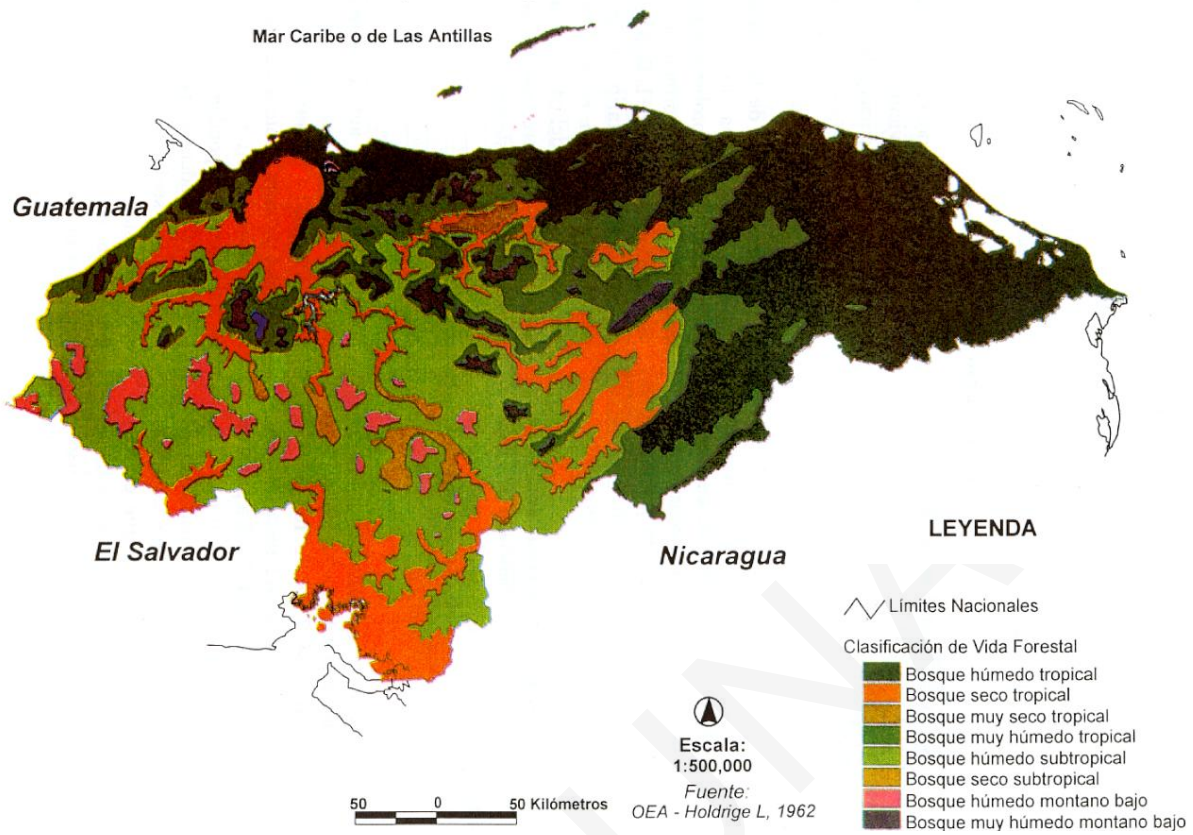 Mar Caribe o de Las Antillas
Guatemala
El Salvador
Nicaragua
LEYENDA
Límites Nacionales
Clasificación de Vida Forestal
Bosque húmedo tropical
Bosque seco tropical
Bosque muy seco tropical
Bosque muy húmedo tropical
Bosque húmedo subtropical
Bosque seco subtropical
Bosque húmedo montano bajo
Bosque muy húmedo montano bajo
Escala:
1:500,000
Fuente:
OEA - Holdrige L, 1962
50 0 50 Kilómetros